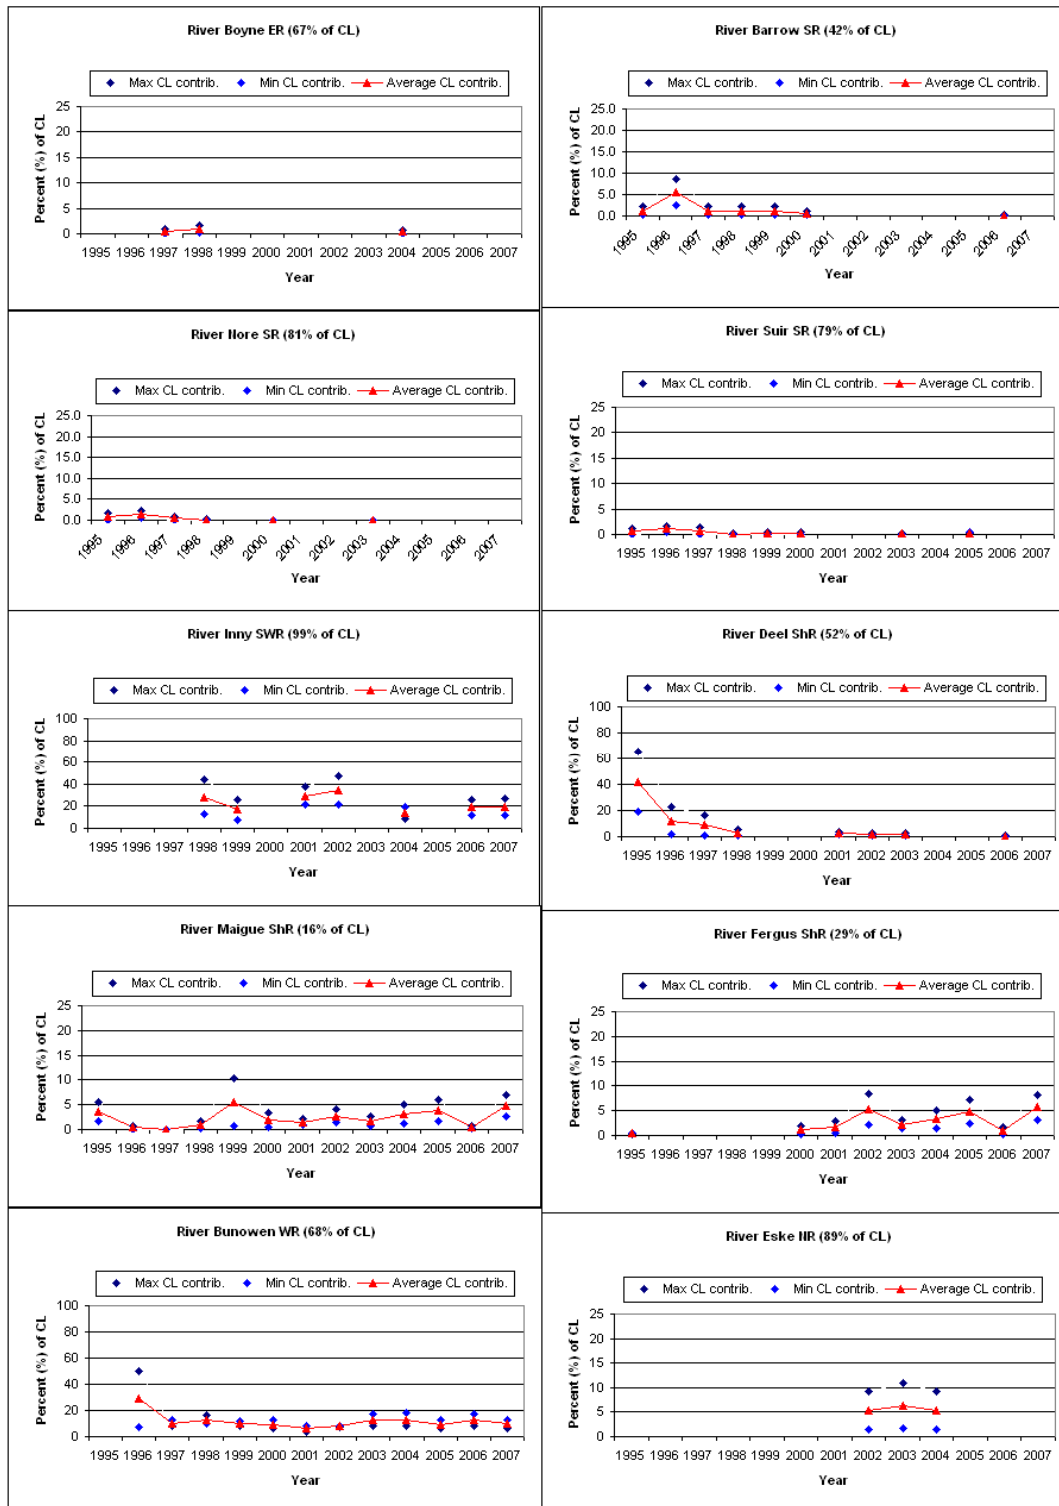 River Boyne ER (67% of CL)
Max CL contrib. Min CL contrib. Average CL contrib.
Percent (%) of CL
25
20
15
10
5
0
1995 1996 1997 1998 1999 2000 2001 2002 2003 2004 2005 2006 2007
Year
River Barrow SR (42% of CL)
Max CL contrib. Min CL contrib. Average CL contrib.
Percent (%) of CL
25.0
20.0
15.0
10.0
5.0
0.0
1995 1996 1997 1998 1999 2000 2001 2002 2003 2004 2005 2006 2007
Year
River Nore SR (81% of CL)
Max CL contrib. Min CL contrib. Average CL contrib.
Percent (%) of CL
25.0
20.0
15.0
10.0
5.0
0.0
1995 1996 1997 1998 1999 2000 2001 2002 2003 2004 2005 2006 2007
Year
River Suir SR (79% of CL)
Max CL contrib. Min CL contrib. Average CL contrib.
Percent (%) of CL
25
20
15
10
5
0
1995 1996 1997 1998 1999 2000 2001 2002 2003 2004 2005 2006 2007
Year
River Inny SWR (99% of CL)
Max CL contrib. Min CL contrib. Average CL contrib.
Percent (%) of CL
100
80
60
40
20
0
1995 1996 1997 1998 1999 2000 2001 2002 2003 2004 2005 2006 2007
Year
River Deel ShR (52% of CL)
Max CL contrib. Min CL contrib. Average CL contrib.
Percent (%) of CL
100
80
60
40
20
0
1995 1996 1997 1998 1999 2000 2001 2002 2003 2004 2005 2006 2007
Year
River Maigue ShR (16% of CL)
Max CL contrib. Min CL contrib. Average CL contrib.
Percent (%) of CL
25
20
15
10
5
0
1995 1996 1997 1998 1999 2000 2001 2002 2003 2004 2005 2006 2007
Year
River Fergus ShR (29% of CL)
Max CL contrib. Min CL contrib. Average CL contrib.
Percent (%) of CL
25
20
15
10
5
0
1995 1996 1997 1998 1999 2000 2001 2002 2003 2004 2005 2006 2007
Year
River Bunowen WR (68% of CL)
Max CL contrib. Min CL contrib. Average CL contrib.
Percent (%) of CL
100
80
60
40
20
0
1995 1996 1997 1998 1999 2000 2001 2002 2003 2004 2005 2006 2007
Year
River Eske NR (89% of CL)
Max CL contrib. Min CL contrib. Average CL contrib.
Percent (%) of CL
25
20
15
10
5
0
1995 1996 1997 1998 1999 2000 2001 2002 2003 2004 2005 2006 2007
Year